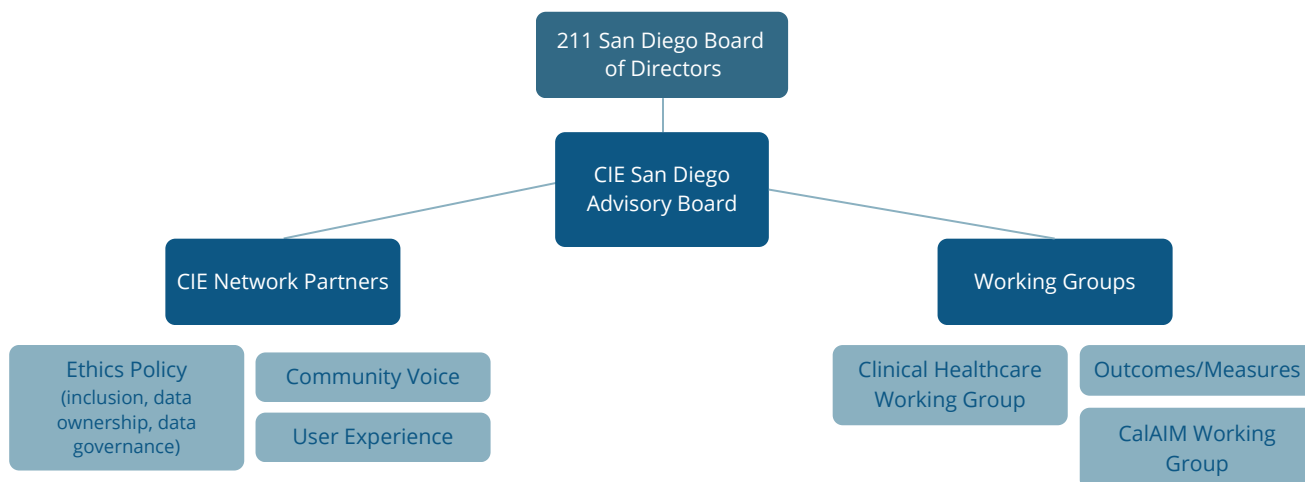 211 San Diego Board
of Directors
CIE San Diego
Advisory Board
CIE Network Partners
Working Groups
Ethics Policy
(inclusion, data
ownership, data
governance)
Community Voice
User Experience
Clinical Healthcare
Working Group
Outcomes/Measures
CalAIM Working
Group